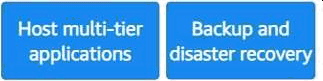 Host multi-tier
applications
Backup and
disaster recovery